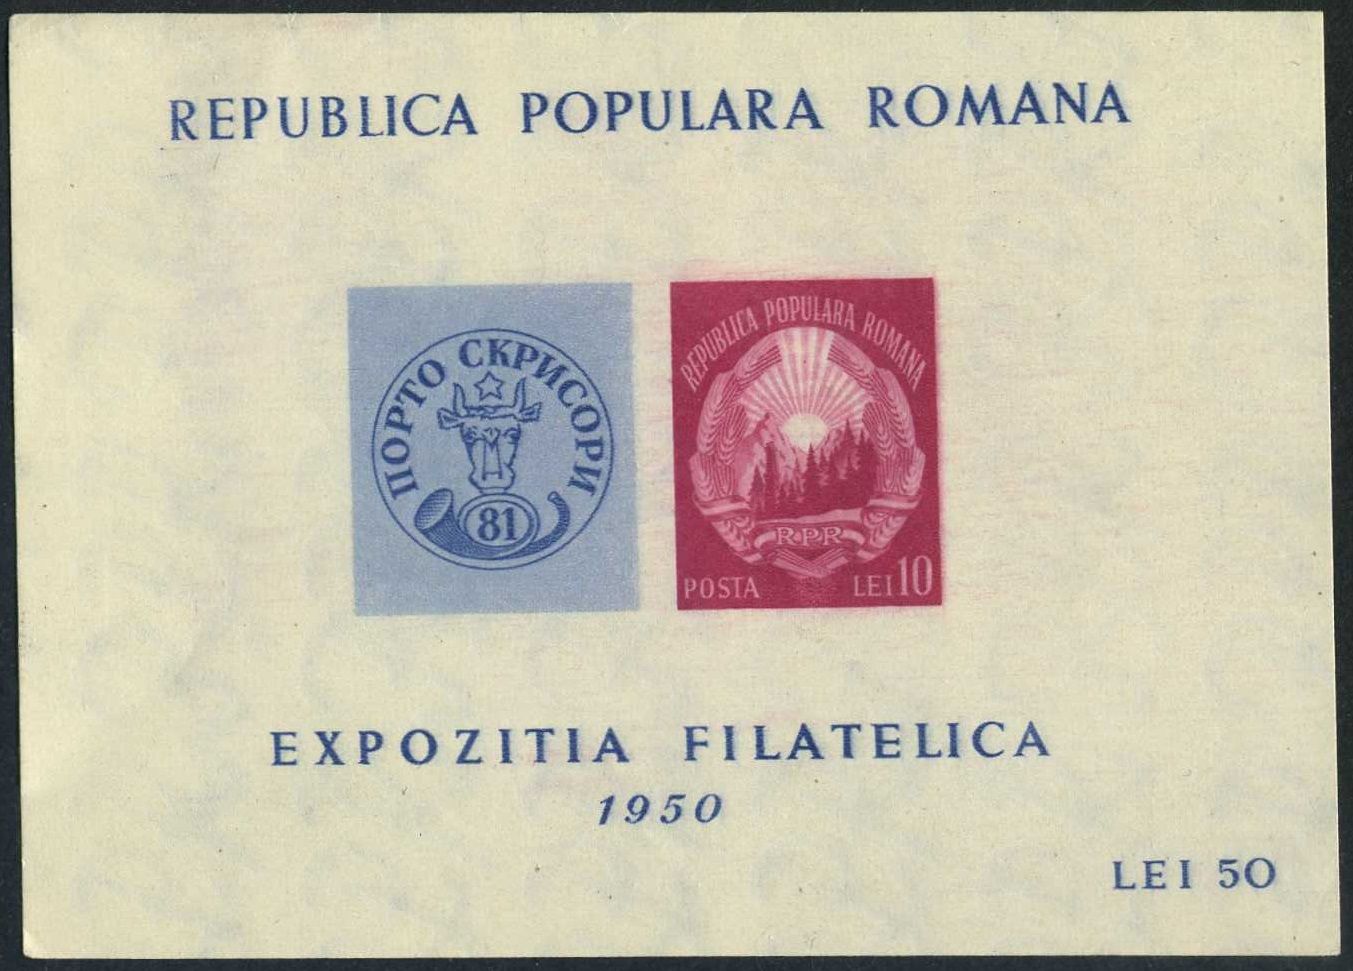 REPUBLICA POPULARA ROMANA
ПОРТО СКРИСОРИ
81
REPUBLICA POPULARA ROMANA
RPR
POSTA LEI 10
EXPOZITIA FILATELICA
1950
LEI 50